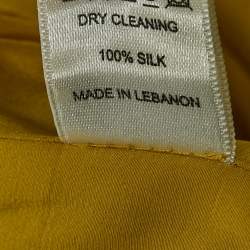 DRY CLEANING
100% SILK
MADE IN LEBANON